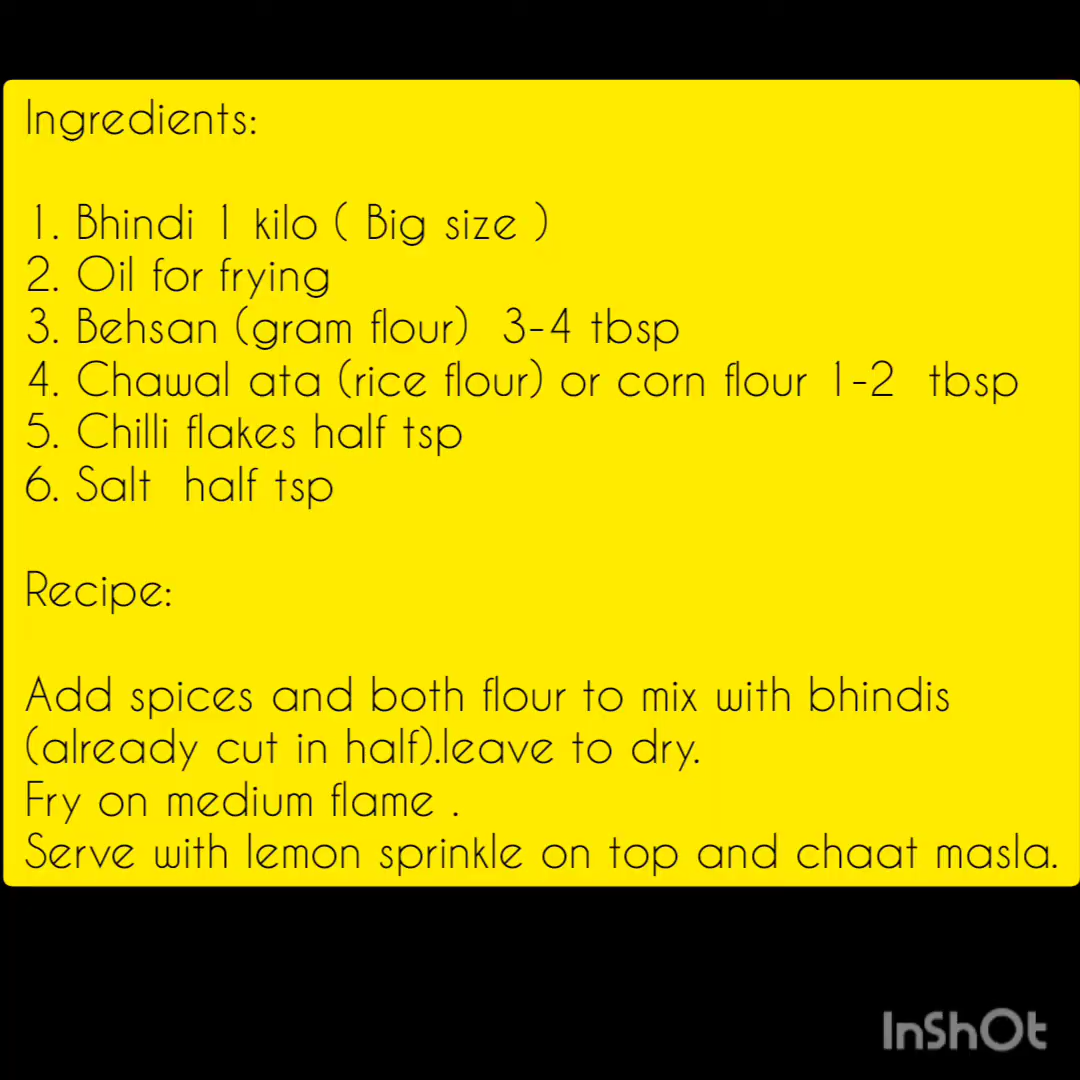 Ingredients:
1. Bhindi 1 kilo ( Big size )
2. Oil for frying
3. Behsan (gram flour) 3-4 tbsp
4. Chawal ata (rice flour) or corn flour 1-2 tbsp
5. Chilli flakes half tsp
6. Salt half tsp
Recipe:
Add spices and both flour to mix with bhindis
(already cut in half).leave to dry.
Fry on medium flame .
Serve with lemon sprinkle on top and chaat masla.
InShOt